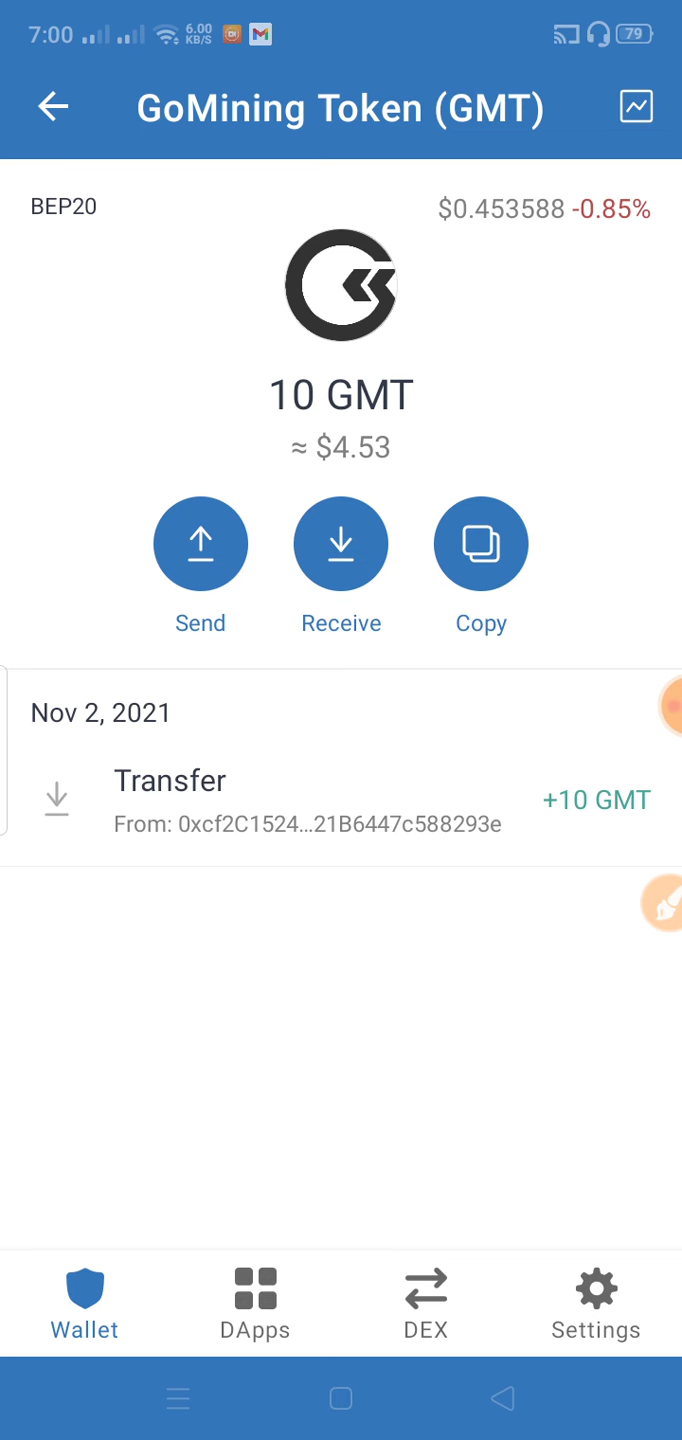 7:00 6.00 KB/S 79
GoMining Token (GMT)
BEP20 $0.453588 -0.85%
10 GMT
≈ $4.53
Send Receive Copy
Nov 2, 2021
Transfer
+10 GMT
From: 0xcf2C1524...21B6447c588293e
Wallet DApps DEX Settings